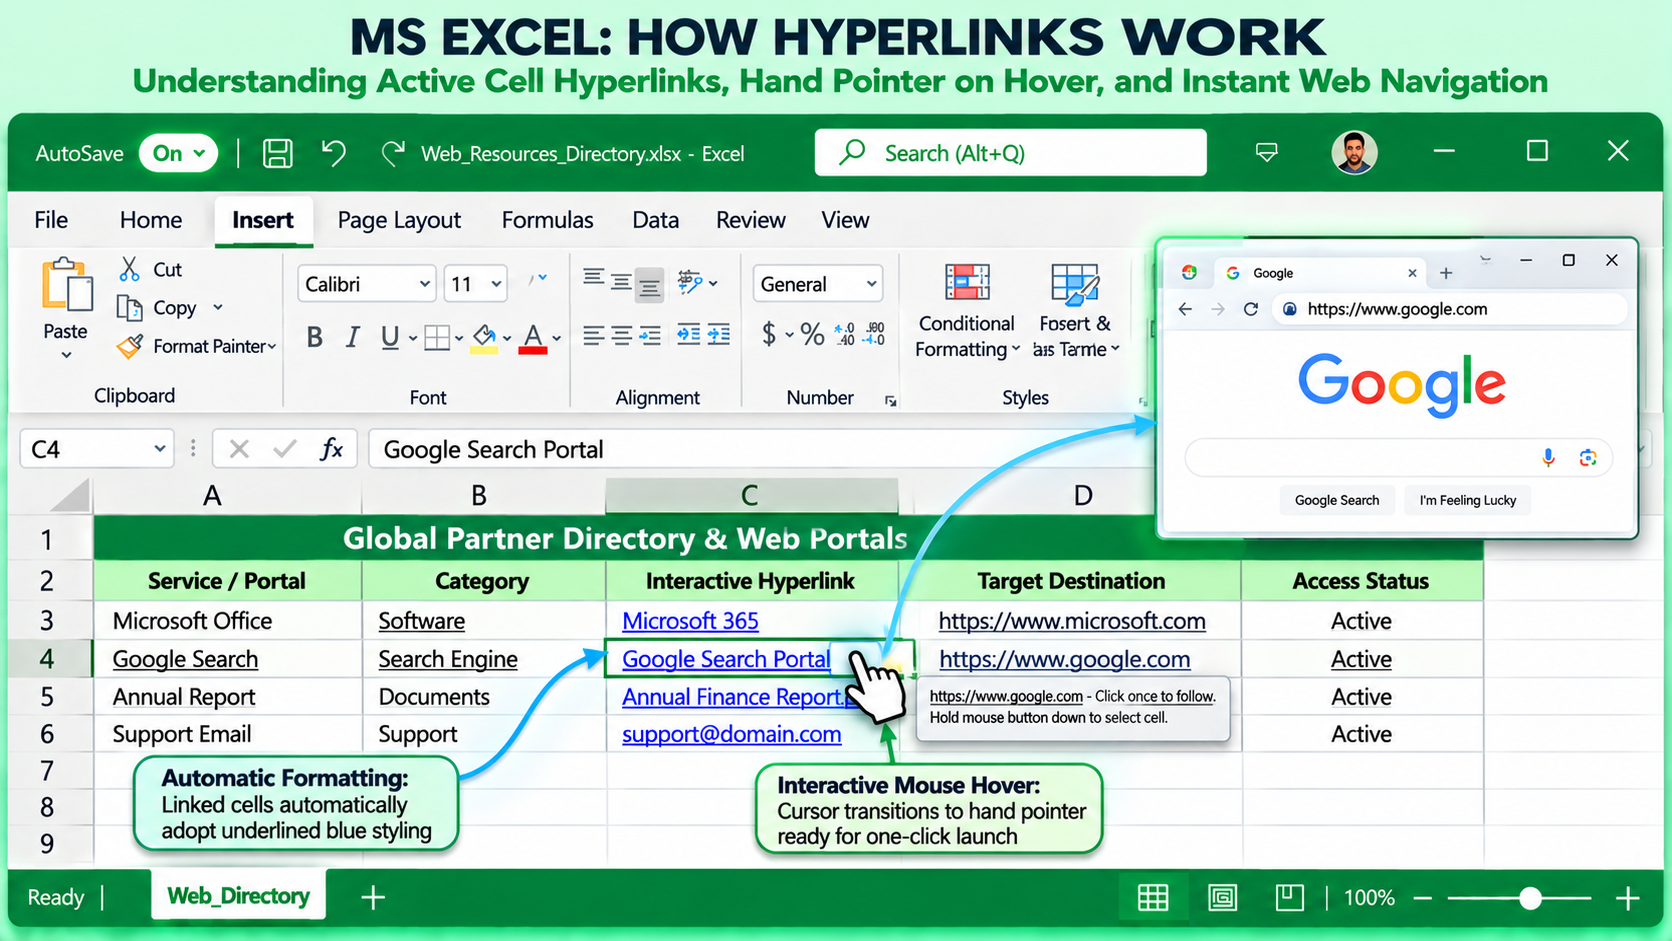 MS EXCEL: HOW HYPERLINKS WORK
Understanding Active Cell Hyperlinks, Hand Pointer on Hover, and Instant Web Navigation
AutoSave On Web_Resources_Directory.xlsx - Excel Search (Alt+Q)
File Home Insert Page Layout Formulas Data Review View
Paste
Cut
Copy
Format Painter
Clipboard
Calibri 11
B I U A
Font
Alignment
General
$ %
Number
Conditional
Formatting
Fosert &
Styles
Google
https://www.google.com
Google
Google Search I'm Feeling Lucky
C4 fx Google Search Portal
A B C D
1 Global Partner Directory & Web Portals
2 Service / Portal Category Interactive Hyperlink Target Destination Access Status
3 Microsoft Office Software Microsoft 365 https://www.microsoft.com Active
4 Google Search Search Engine Google Search Portal https://www.google.com Active
5 Annual Report Documents Annual Finance Report. Active
6 Support Email Support support@domain.com Active
7
8
9
https://www.google.com - Click once to follow.
Hold mouse button down to select cell.
Automatic Formatting:
Linked cells automatically
adopt underlined blue styling
Interactive Mouse Hover:
Cursor transitions to hand pointer
ready for one-click launch
Ready Web_Directory 100%